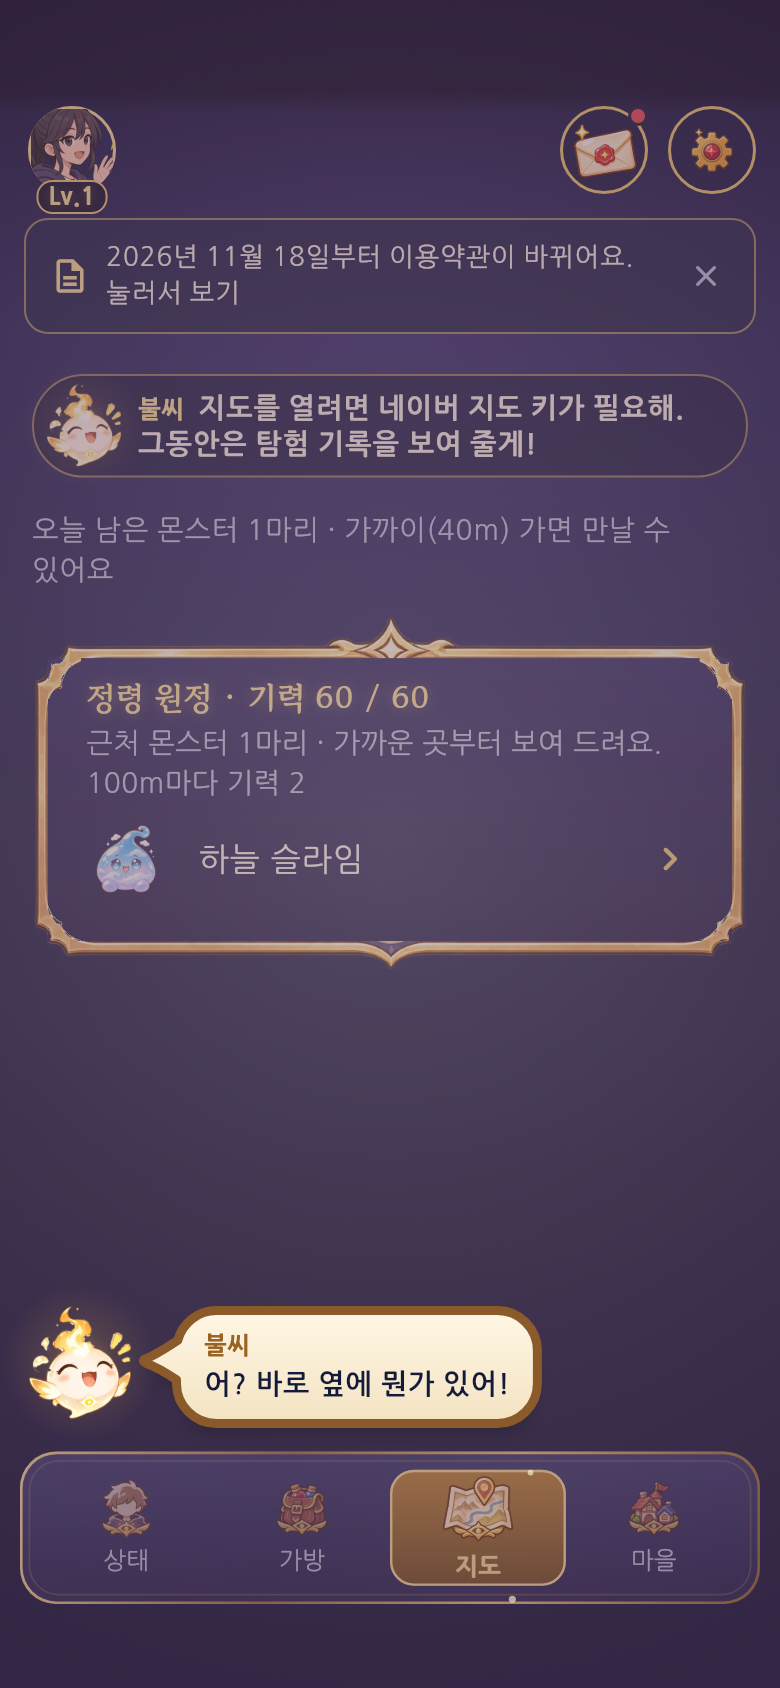 Lv.1
2026년 11월 18일부터 이용약관이 바뀌어요.
눌러서 보기
불씨 지도를 열려면 네이버 지도 키가 필요해.
그동안은 탐험 기록을 보여 줄게!
오늘 남은 몬스터 1마리 · 가까이(40m) 가면 만날 수
있어요
정령 원정 · 기력 60 / 60
근처 몬스터 1마리 · 가까운 곳부터 보여 드려요.
100m마다 기력 2
하늘 슬라임
불씨
어? 바로 옆에 뭔가 있어!
상태
가방
지도
마을